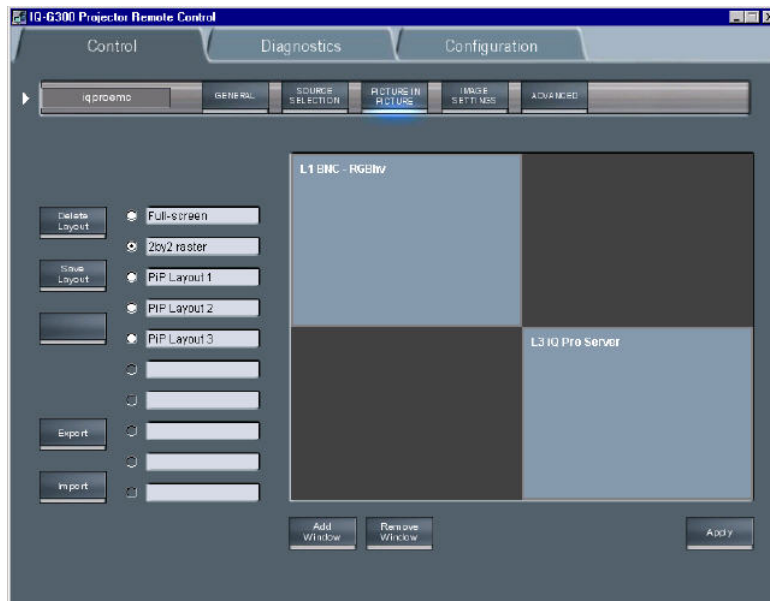 IQ-G300 Projector Remote Control
Control
Diagnostics
Configuration
iqproemc
GENERAL
SOURCE
SELECTION
PICTURE IN
PICTURE
IMAGE
SETTINGS
ADVANCED
L1 BNC - RGBhv
Delete
Layout
Full-screen
2by2 raster
Save
Layout
PiP Layout 1
PiP Layout 2
PiP Layout 3
L3 IQ Pro Server
Export
Import
Add
Window
Remove
Window
Apply